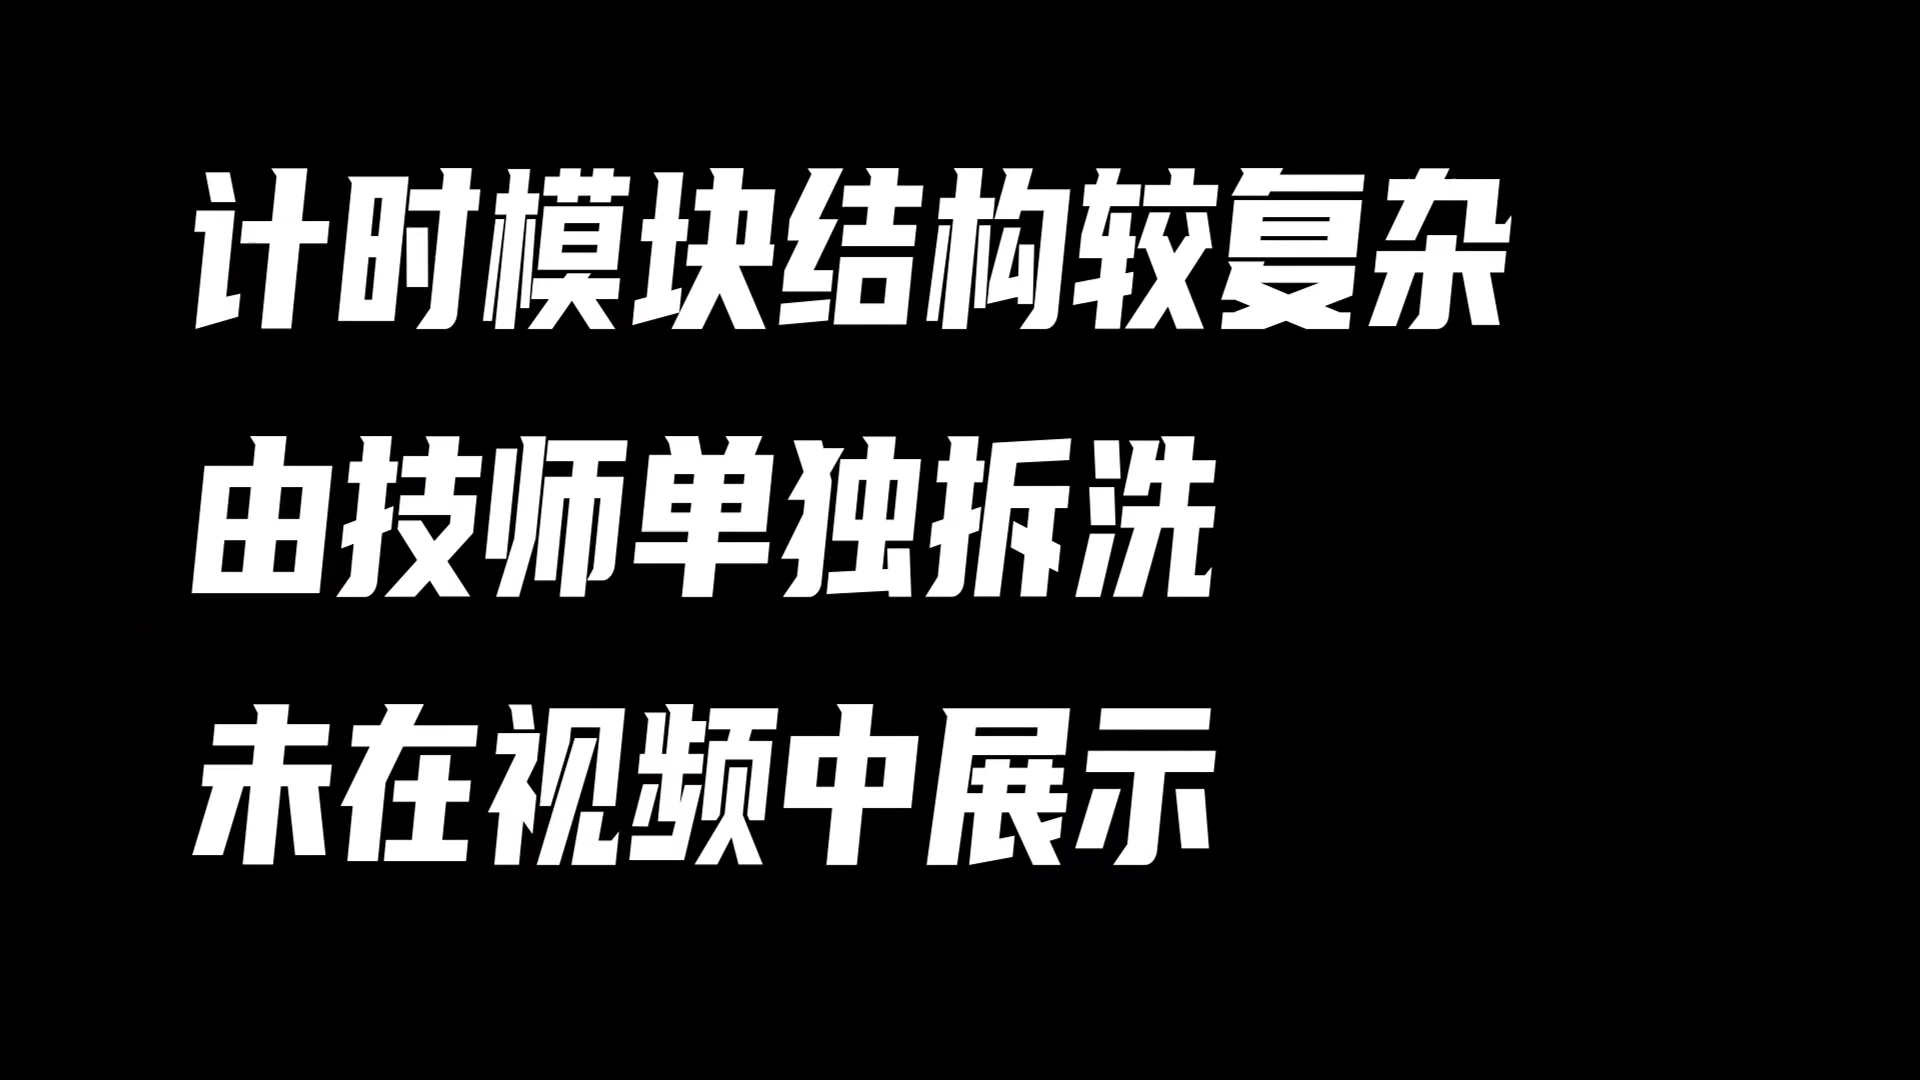 计时模块结构较复杂
由技师单独拆洗
未在视频中展示